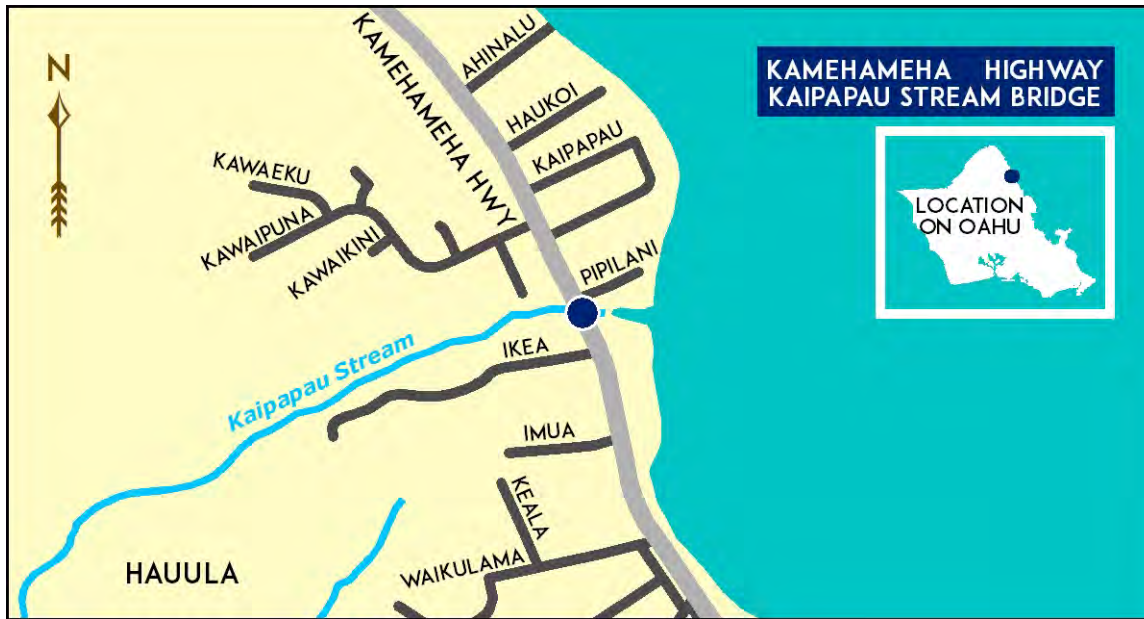 N
KAMEHAMEHA HWY
AHINALU
HAUKOI
KAIPAPAU
KAWAEKU
KAWAIPUNA
KAWAIKINI
PIPILANI
Kaipapau Stream
IKEA
IMUA
KEALA
WAIKULAMA
HAUULA
KAMEHAMEHA HIGHWAY
KAIPAPAU STREAM BRIDGE
LOCATION
ON OAHU